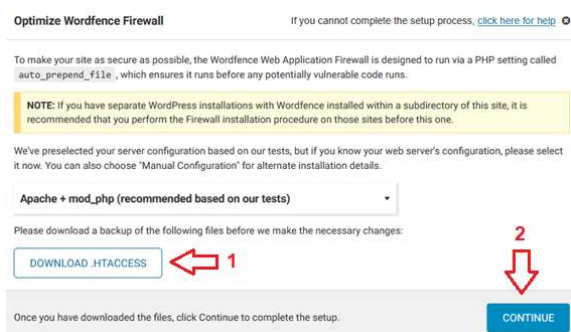 Optimize Wordfence Firewall
If you cannot complete the setup process, click here for help
To make your site as secure as possible, the Wordfence Web Application Firewall is designed to run via a PHP setting called
auto_prepend_file , which ensures it runs before any potentially vulnerable code runs.
NOTE: If you have separate WordPress installations with Wordfence installed within a subdirectory of this site, it is
recommended that you perform the Firewall installation procedure on those sites before this one.
We've preselected your server configuration based on our tests, but if you know your web server's configuration, please select
it now. You can also choose "Manual Configuration" for alternate installation details.
Apache + mod_php (recommended based on our tests)
Please download a backup of the following files before we make the necessary changes:
2
DOWNLOAD .HTACCESS
1
Once you have downloaded the files, click Continue to complete the setup.
CONTINUE